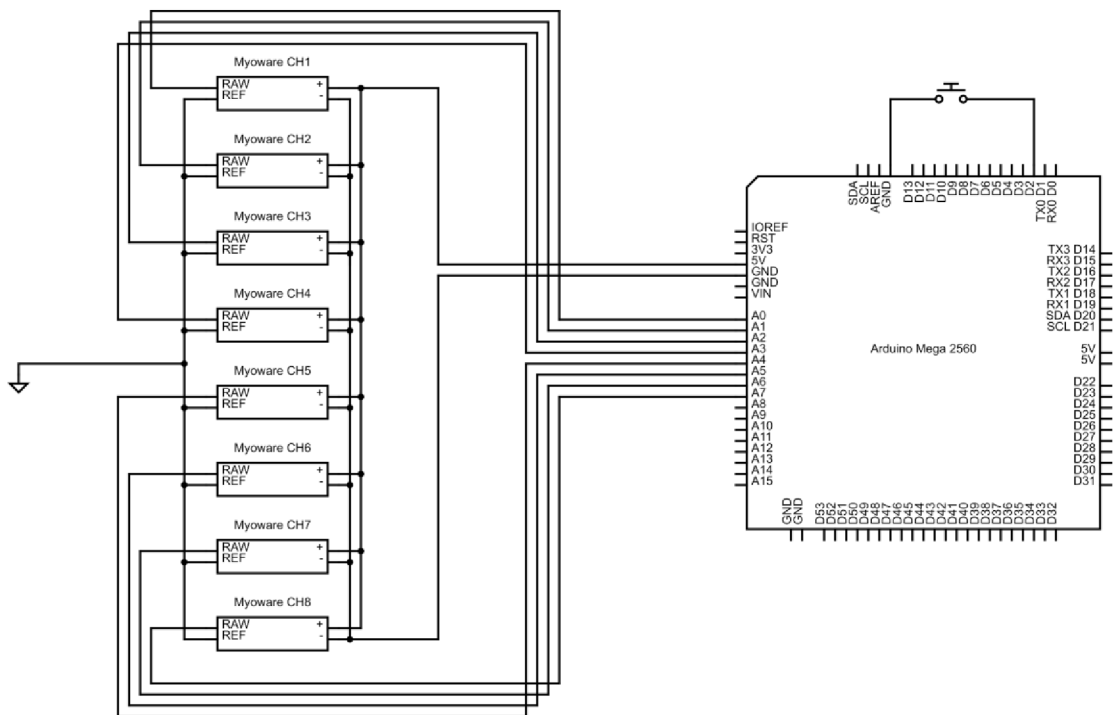 Myoware CH1
RAW +
REF -
Myoware CH2
RAW +
REF -
Myoware CH3
RAW +
REF -
Myoware CH4
RAW +
REF -
Myoware CH5
RAW +
REF -
Myoware CH6
RAW +
REF -
Myoware CH7
RAW +
REF -
Myoware CH8
RAW +
REF -
SDA
SCL
AREF
GND
D13
D12
D11
D10
D9
D8
D7
D6
D5
D4
D3
D2
TX0 D1
RX0 D0
IOREF
RST
3V3
5V
GND
GND
VIN
A0
A1
A2
A3
A4
A5
A6
A7
A8
A9
A10
A11
A12
A13
A14
A15
Arduino Mega 2560
TX3 D14
RX3 D15
TX2 D16
RX2 D17
TX1 D18
RX1 D19
SDA D20
SCL D21
5V
5V
D22
D23
D24
D25
D26
D27
D28
D29
D30
D31
GND
GND
D53
D52
D51
D50
D49
D48
D47
D46
D45
D44
D43
D42
D41
D40
D39
D38
D37
D36
D35
D34
D33
D32